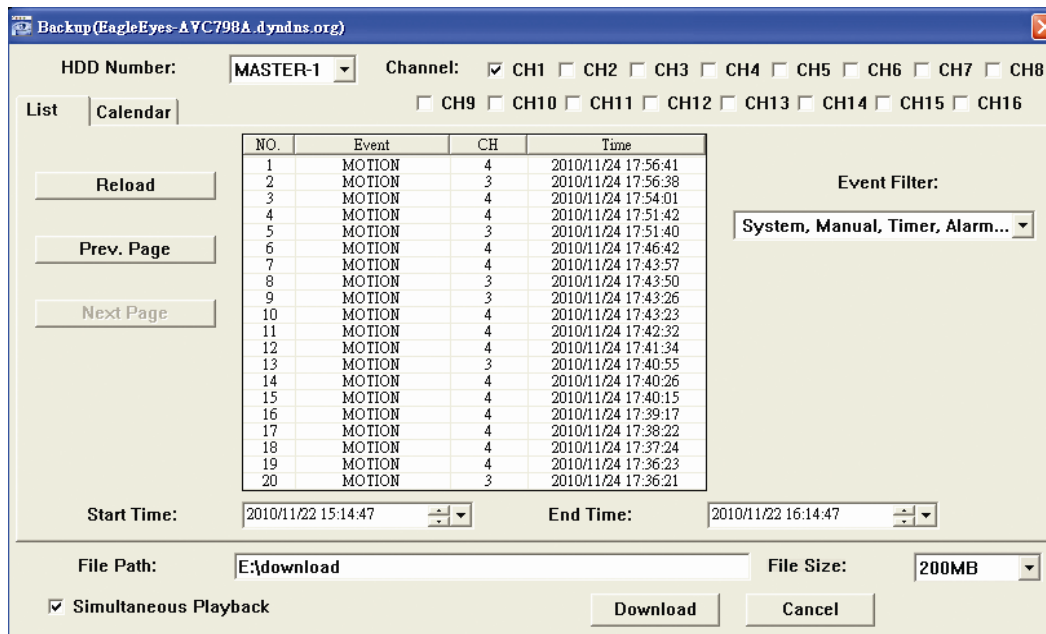 Backup(EagleEyes-AVC798A.dyndns.org)
HDD Number: MASTER-1 Channel: CH1 CH2 CH3 CH4 CH5 CH6 CH7 CH8
CH9 CH10 CH11 CH12 CH13 CH14 CH15 CH16
List Calendar
NO. Event CH Time
1 MOTION 4 2010/11/24 17:56:41
2 MOTION 3 2010/11/24 17:56:38
3 MOTION 4 2010/11/24 17:54:01
4 MOTION 4 2010/11/24 17:51:42
5 MOTION 3 2010/11/24 17:51:40
6 MOTION 4 2010/11/24 17:46:42
7 MOTION 4 2010/11/24 17:43:57
8 MOTION 3 2010/11/24 17:43:50
9 MOTION 3 2010/11/24 17:43:26
10 MOTION 4 2010/11/24 17:43:23
11 MOTION 4 2010/11/24 17:42:32
12 MOTION 4 2010/11/24 17:41:34
13 MOTION 3 2010/11/24 17:40:55
14 MOTION 4 2010/11/24 17:40:26
15 MOTION 4 2010/11/24 17:40:15
16 MOTION 4 2010/11/24 17:39:17
17 MOTION 4 2010/11/24 17:38:22
18 MOTION 4 2010/11/24 17:37:24
19 MOTION 4 2010/11/24 17:36:23
20 MOTION 3 2010/11/24 17:36:21
Reload
Prev. Page
Next Page
Event Filter:
System, Manual, Timer, Alarm...
Start Time: 2010/11/22 15:14:47 End Time: 2010/11/22 16:14:47
File Path: E:\download File Size: 200MB
Simultaneous Playback Download Cancel